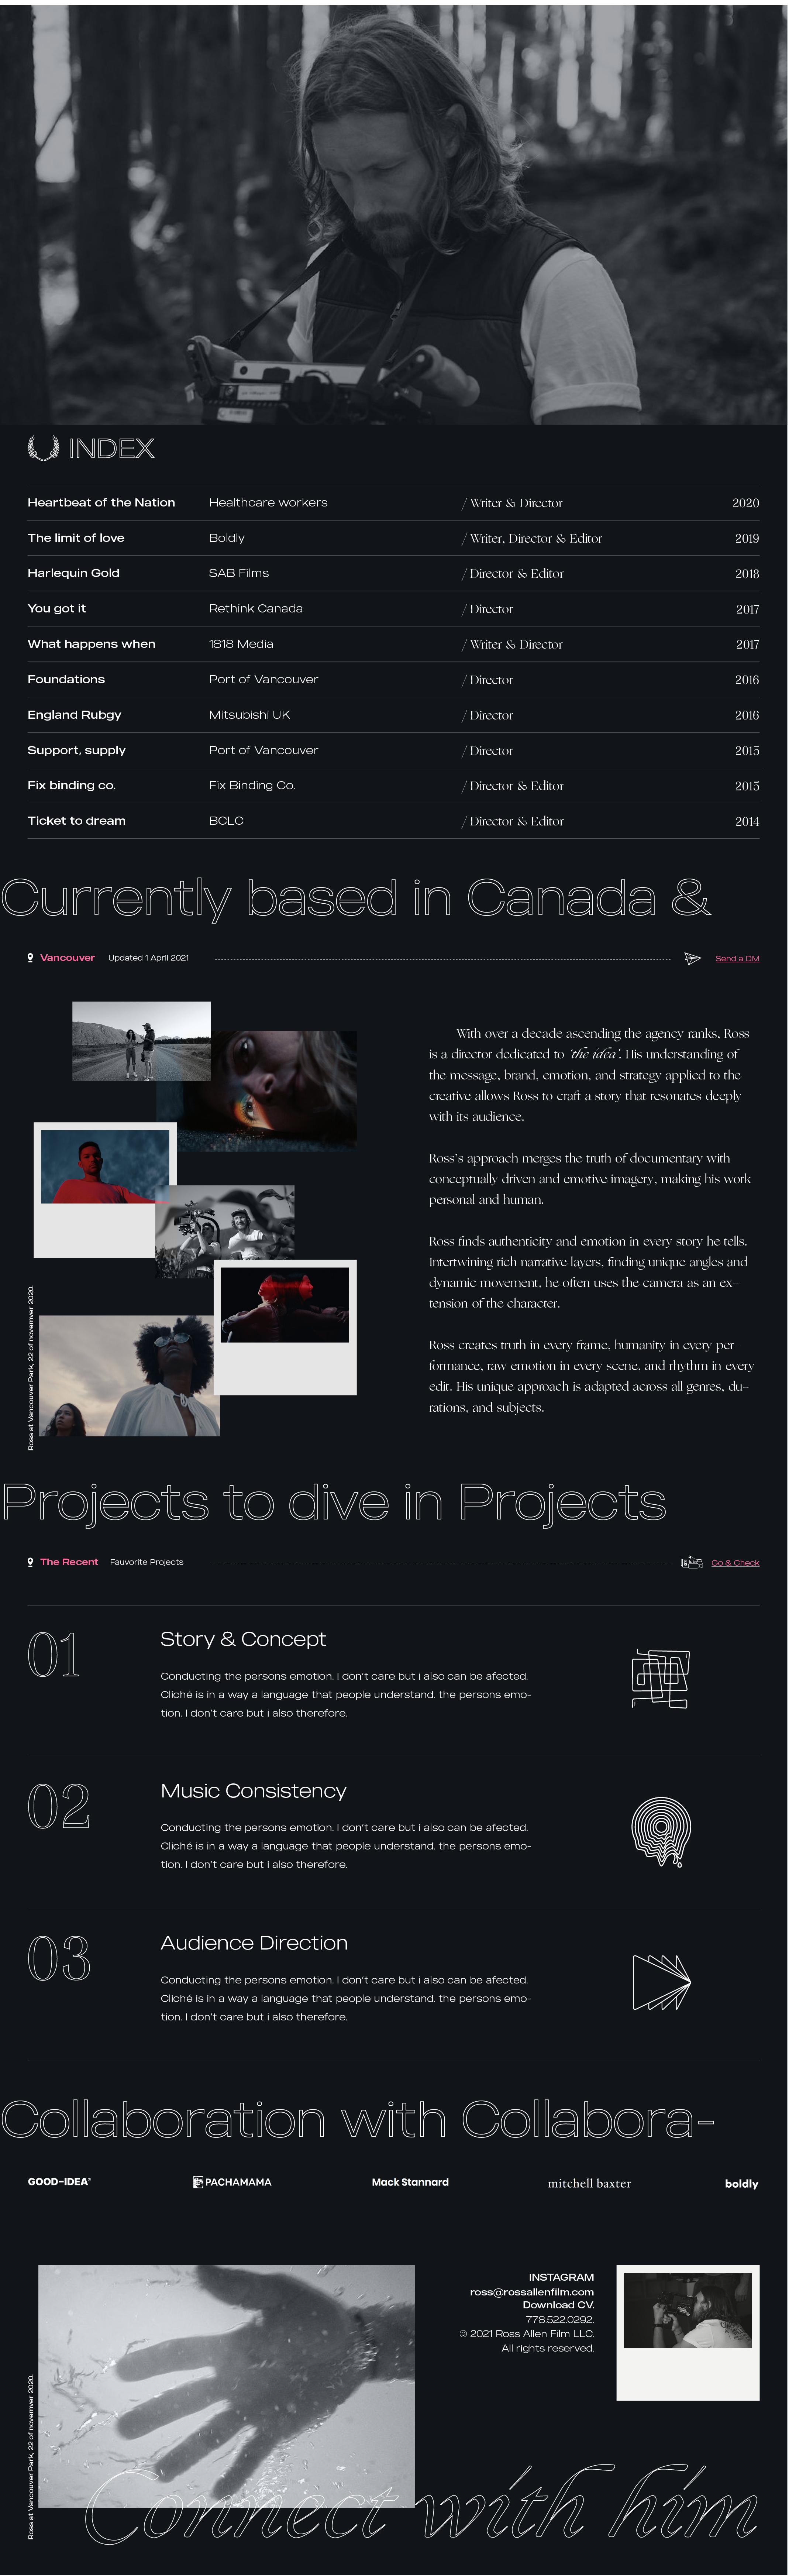 INDEX
Heartbeat of the Nation Healthcare workers / Writer & Director 2020
The limit of love Boldly / Writer, Director & Editor 2019
Harlequin Gold SAB Films / Director & Editor 2018
You got it Rethink Canada / Director 2017
What happens when 1818 Media / Writer & Director 2017
Foundations Port of Vancouver / Director 2016
England Rubgy Mitsubishi UK / Director 2016
Support, supply Port of Vancouver / Director 2015
Fix binding co. Fix Binding Co. / Director & Editor 2015
Ticket to dream BCLC / Director & Editor 2014
Currently based in Canada &
Vancouver Updated 1 April 2021 Send a DM
With over a decade ascending the agency ranks, Ross
is a director dedicated to ‘the idea’. His understanding of
the message, brand, emotion, and strategy applied to the
creative allows Ross to craft a story that resonates deeply
with its audience.
Ross’s approach merges the truth of documentary with
conceptually driven and emotive imagery, making his work
personal and human.
Ross finds authenticity and emotion in every story he tells.
Intertwining rich narrative layers, finding unique angles and
dynamic movement, he often uses the camera as an ex-
tension of the character.
Ross creates truth in every frame, humanity in every per-
formance, raw emotion in every scene, and rhythm in every
edit. His unique approach is adapted across all genres, du-
rations, and subjects.
Ross at Vancouver Park, 22 of novemver 2020.
Projects to dive in Projects
The Recent Fauvorite Projects Go & Check
01 Story & Concept
Conducting the persons emotion. I don’t care but i also can be afected.
Cliché is in a way a language that people understand. the persons emo-
tion. I don’t care but i also therefore.
02 Music Consistency
Conducting the persons emotion. I don’t care but i also can be afected.
Cliché is in a way a language that people understand. the persons emo-
tion. I don’t care but i also therefore.
03 Audience Direction
Conducting the persons emotion. I don’t care but i also can be afected.
Cliché is in a way a language that people understand. the persons emo-
tion. I don’t care but i also therefore.
Collaboration with Collabora-
GOOD-IDEA® PACHAMAMA Mack Stannard mitchell baxter boldly
INSTAGRAM
ross@rossallenfilm.com
Download CV.
778.522.0292.
© 2021 Ross Allen Film LLC.
All rights reserved.
Ross at Vancouver Park, 22 of novemver 2020.
Connect with him